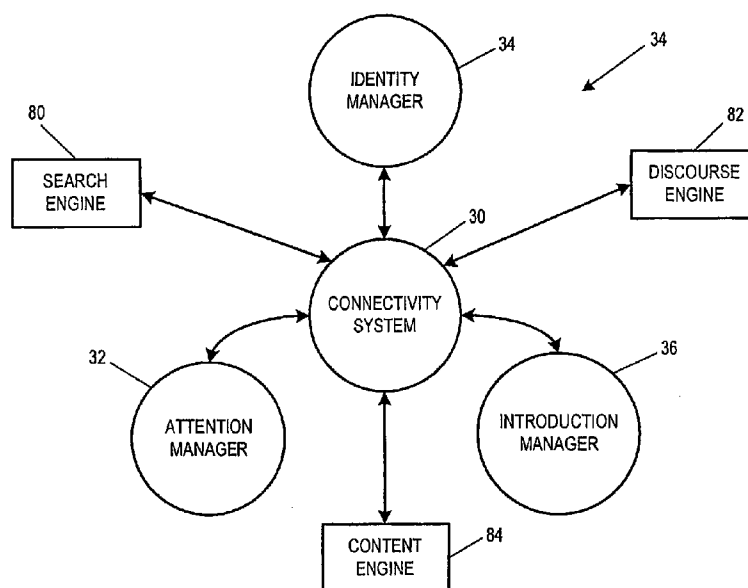 34
34
IDENTITY
MANAGER
80
82
SEARCH
ENGINE
DISCOURSE
ENGINE
30
CONNECTIVITY
SYSTEM
32
36
ATTENTION
MANAGER
INTRODUCTION
MANAGER
84
CONTENT
ENGINE